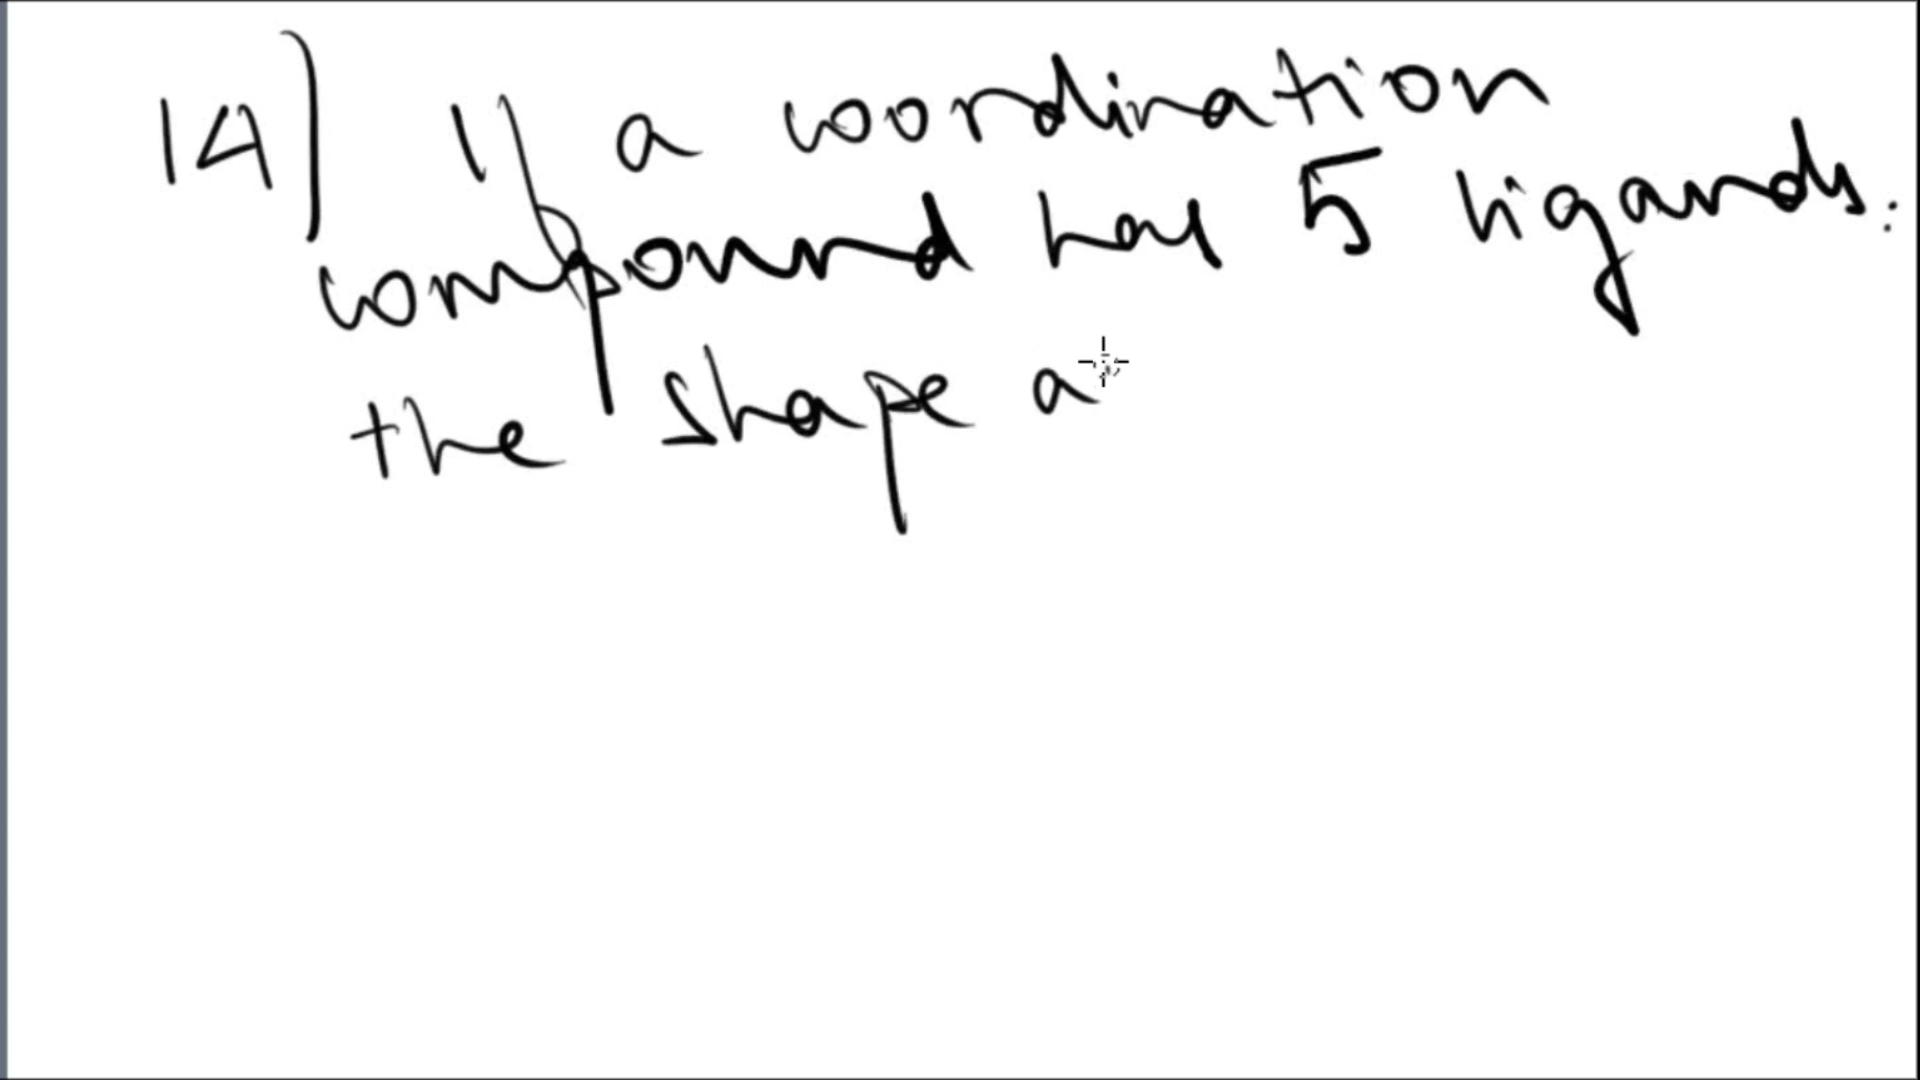 14) If a coordination
compound has 5 ligands.
the shape a